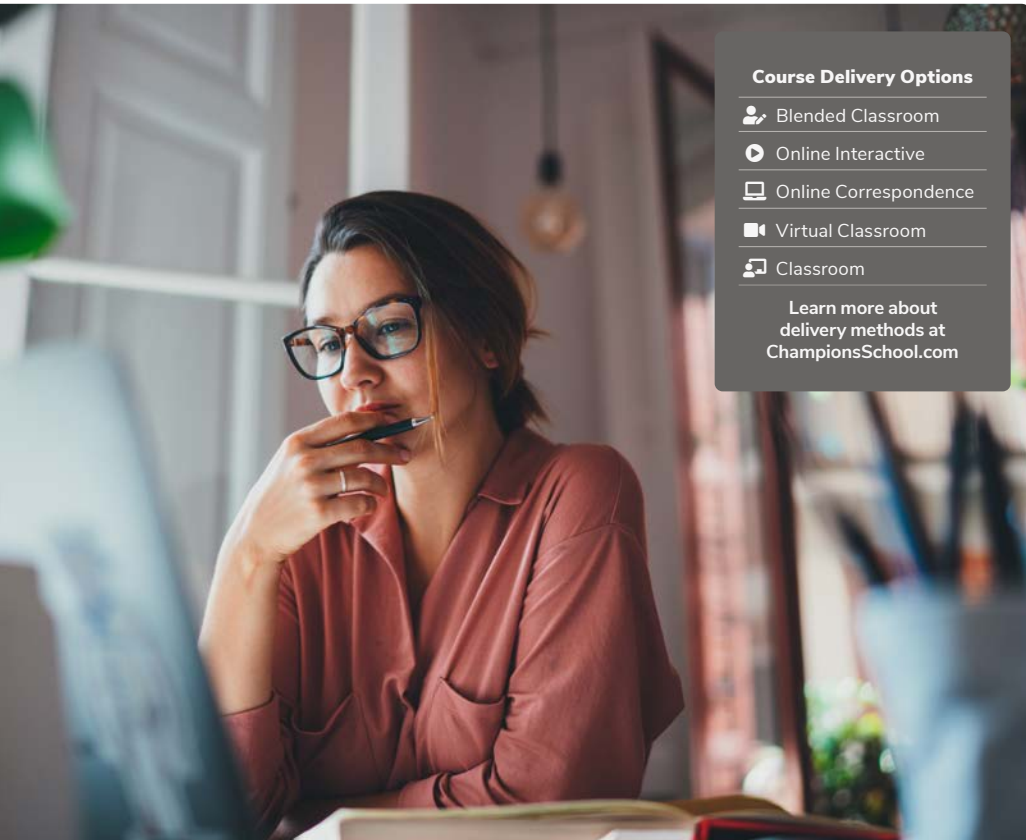 Course Delivery Options
Blended Classroom
Online Interactive
Online Correspondence
Virtual Classroom
Classroom
Learn more about
delivery methods at
ChampionsSchool.com